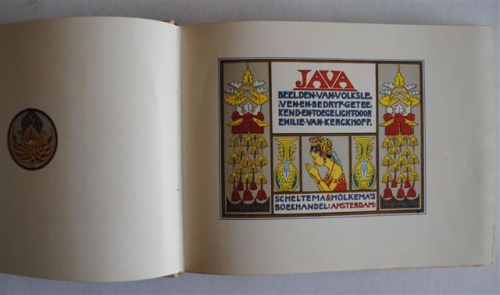 JAVA
BEELDEN·VAN·VOLKSLE
:VEN·EN·BEDRYF·GETEE
KEND·EN·TOEGELICHT·DOOR
EMILIE·VAN·KERCKHOFF.
SCHELTEMA&HOLKEMA'S
BOEKHANDEL:AMSTERDAM: